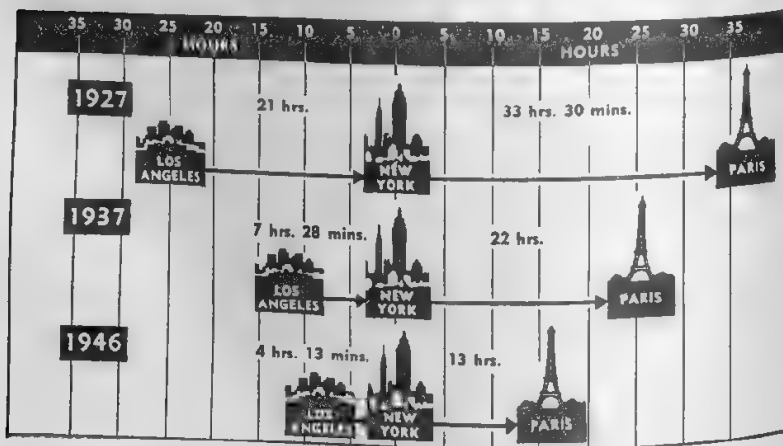 35 30 25 20 15 10 5 0 5 10 15 20 25 30 35
HOURS HOURS
1927
21 hrs.
33 hrs. 30 mins.
LOS
ANGELES
NEW
YORK
PARIS
1937
7 hrs. 28 mins.
22 hrs.
LOS
ANGELES
NEW
YORK
PARIS
1946
4 hrs. 13 mins.
13 hrs.
LOS
ANGELES
NEW
YORK
PARIS